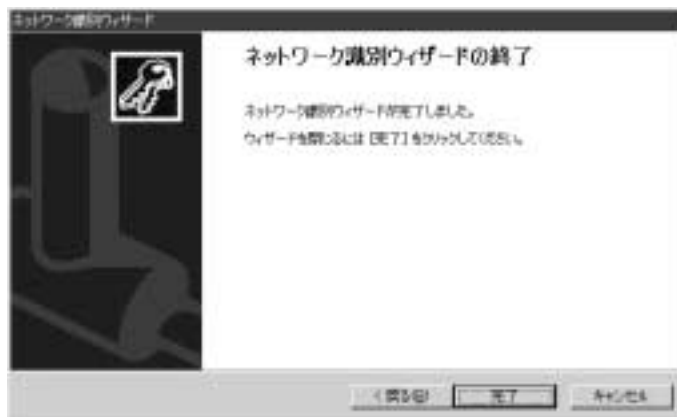 ネットワーク識別ウィザード
ネットワーク識別ウィザードの終了
ネットワーク識別ウィザードが完了しました。
ウィザードを閉じるには [完了] をクリックしてください。
< 戻る(B)
完了
キャンセル